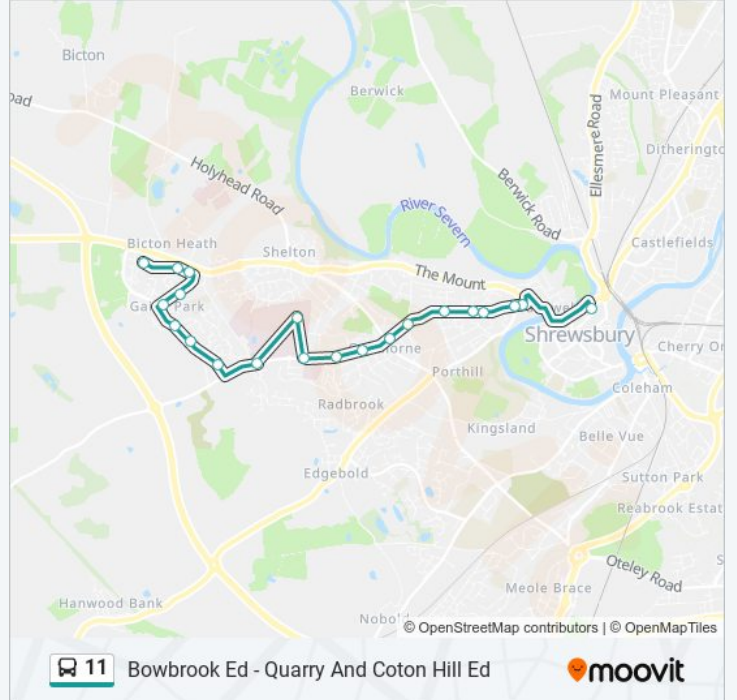 Bicton
Berwick
oad
Mount Pleasant
Ellesmere Road
Ditheringto
Holyhead Road
Berwick Road
River Severn
Bicton Heath
Castlefields
Shelton
The Mount
Shrewsbury
Cherry Or
Porthill
Coleham
Radbrook
Kingsland
Belle Vue
Edgebold
Sutton Park
Reabrook Estat
Oteley Road
Meole Brace
S
Hanwood Bank
Nobol
© OpenStreetMap contributors | © OpenMapTiles
11 Bowbrook Ed - Quarry And Coton Hill Ed moovit